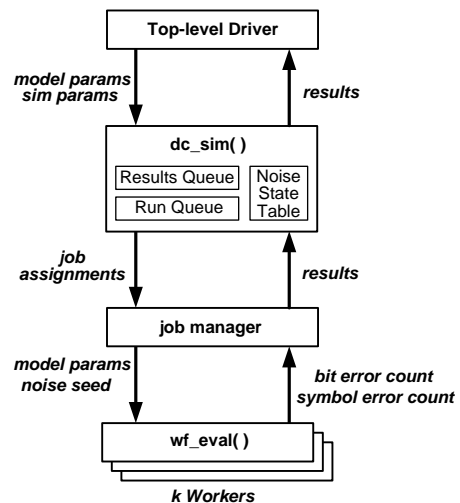 Top-level Driver
model params
sim params
results
dc_sim( )
Results Queue
Run Queue
Noise
State
Table
job
assignments
results
job manager
model params
noise seed
bit error count
symbol error count
wf_eval( )
k Workers